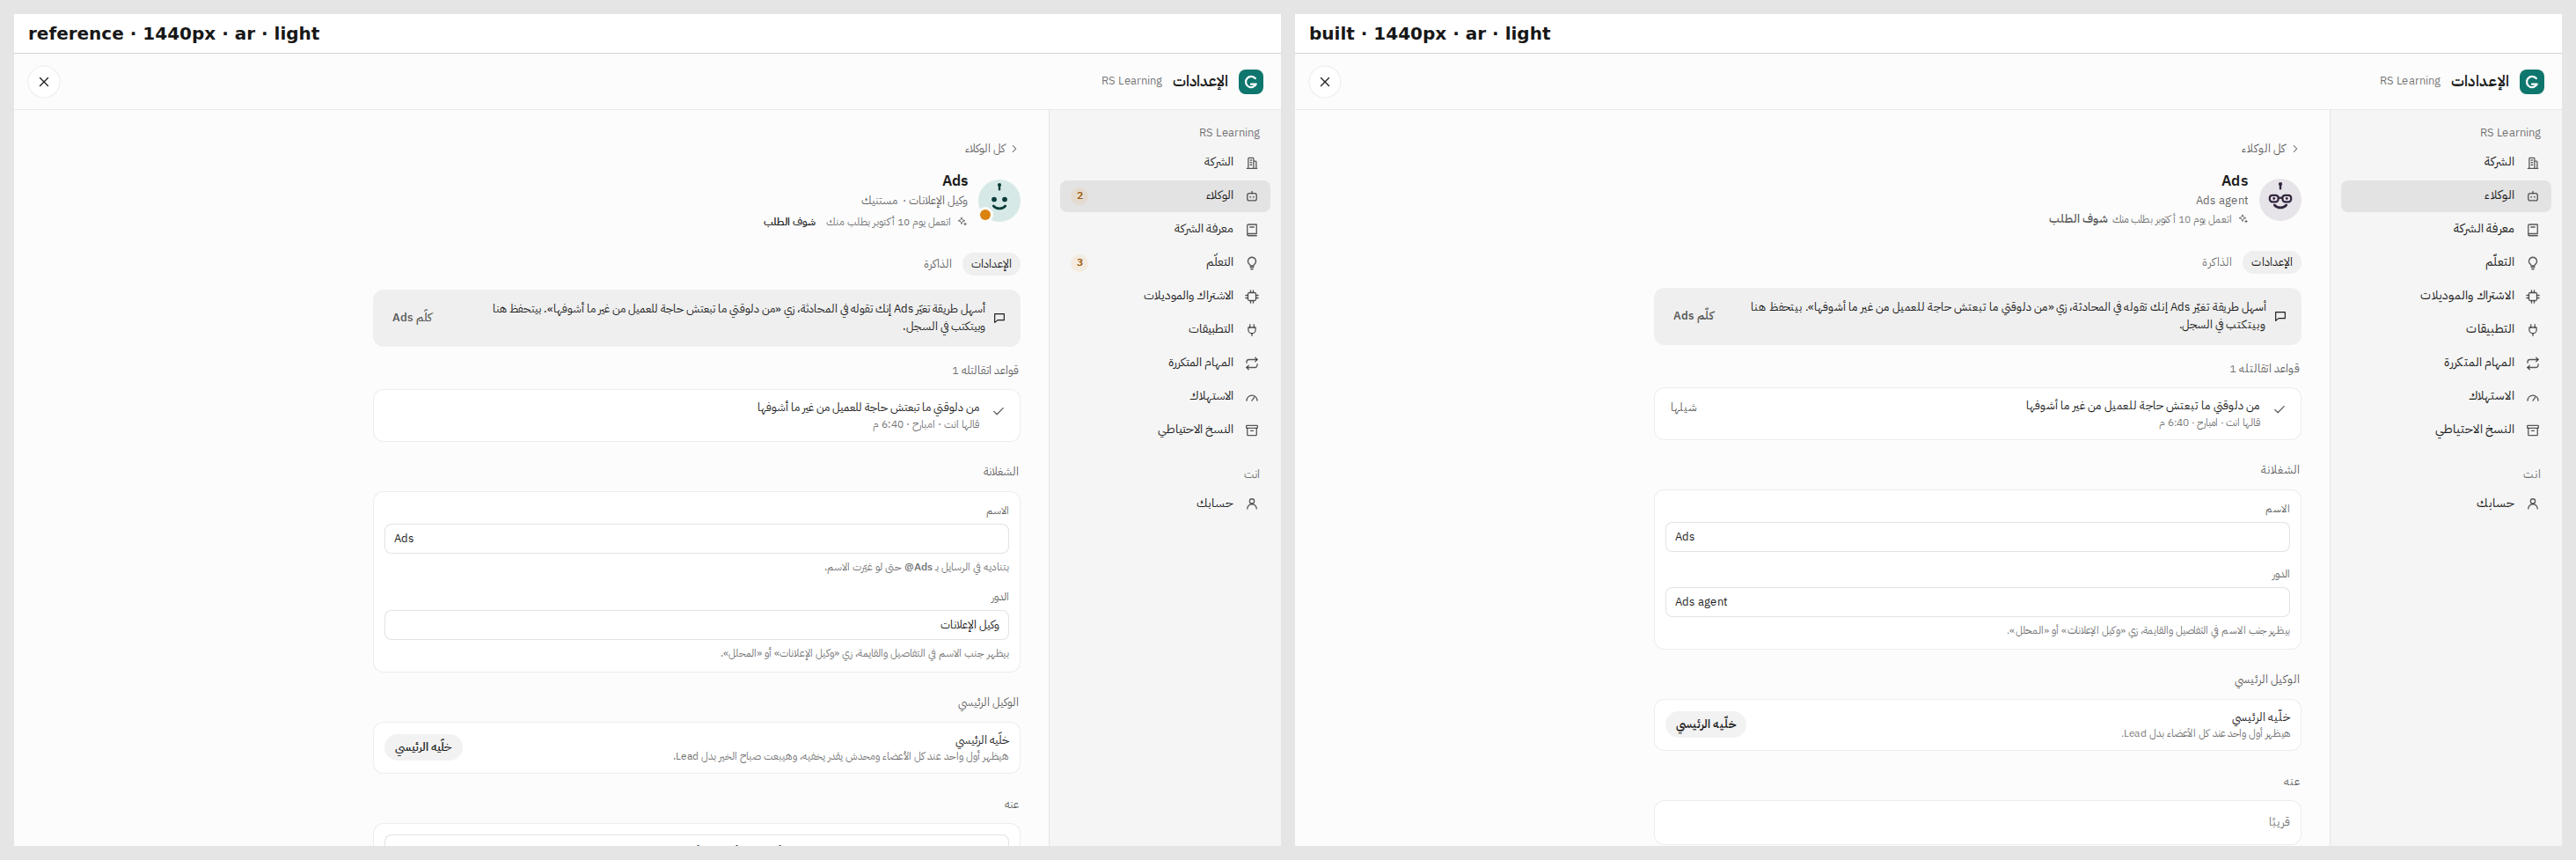 reference · 1440px · ar · light
الإعدادات RS Learning
RS Learning
الشركة
الوكلاء 2
معرفة الشركة
التعلّم 3
الاشتراك والموديلات
التطبيقات
المهام المتكررة
الاستهلاك
النسخ الاحتياطي
انت
حسابك
كل الوكلاء
Ads
وكيل الإعلانات · مستنيك
اتعمل يوم 10 أكتوبر بطلب منك شوف الطلب
الإعدادات الذاكرة
أسهل طريقة تغيّر Ads إنك تقوله في المحادثة، زي «من دلوقتي ما تبعتش حاجة للعميل من غير ما أشوفها». بيتحفظ هنا
وبيتكتب في السجل.
كلّم Ads
قواعد اتقالتله 1
من دلوقتي ما تبعتش حاجة للعميل من غير ما أشوفها
قالها انت · امبارح · 6:40 م
الشغلانة
الاسم
Ads
بتناديه في الرسايل بـ @Ads حتى لو غيّرت الاسم.
الدور
وكيل الإعلانات
بيظهر جنب الاسم في التفاصيل والقايمة، زي «وكيل الإعلانات» أو «المحلل».
الوكيل الرئيسي
خلّيه الرئيسي
هيظهر أول واحد عند كل الأعضاء ومحدش يقدر يخفيه، وهيبعت صباح الخير بدل Lead.
خلّيه الرئيسي
عنه
built · 1440px · ar · light
الإعدادات RS Learning
RS Learning
الشركة
الوكلاء
معرفة الشركة
التعلّم
الاشتراك والموديلات
التطبيقات
المهام المتكررة
الاستهلاك
النسخ الاحتياطي
انت
حسابك
كل الوكلاء
Ads
Ads agent
اتعمل يوم 10 أكتوبر بطلب منك شوف الطلب
الإعدادات الذاكرة
أسهل طريقة تغيّر Ads إنك تقوله في المحادثة، زي «من دلوقتي ما تبعتش حاجة للعميل من غير ما أشوفها». بيتحفظ هنا
وبيتكتب في السجل.
كلّم Ads
قواعد اتقالتله 1
من دلوقتي ما تبعتش حاجة للعميل من غير ما أشوفها
قالها انت · امبارح · 6:40 م
شيلها
الشغلانة
الاسم
Ads
الدور
Ads agent
بيظهر جنب الاسم في التفاصيل والقايمة، زي «وكيل الإعلانات» أو «المحلل».
الوكيل الرئيسي
خلّيه الرئيسي
هيظهر أول واحد عند كل الأعضاء بدل Lead.
خلّيه الرئيسي
عنه
قريبًا